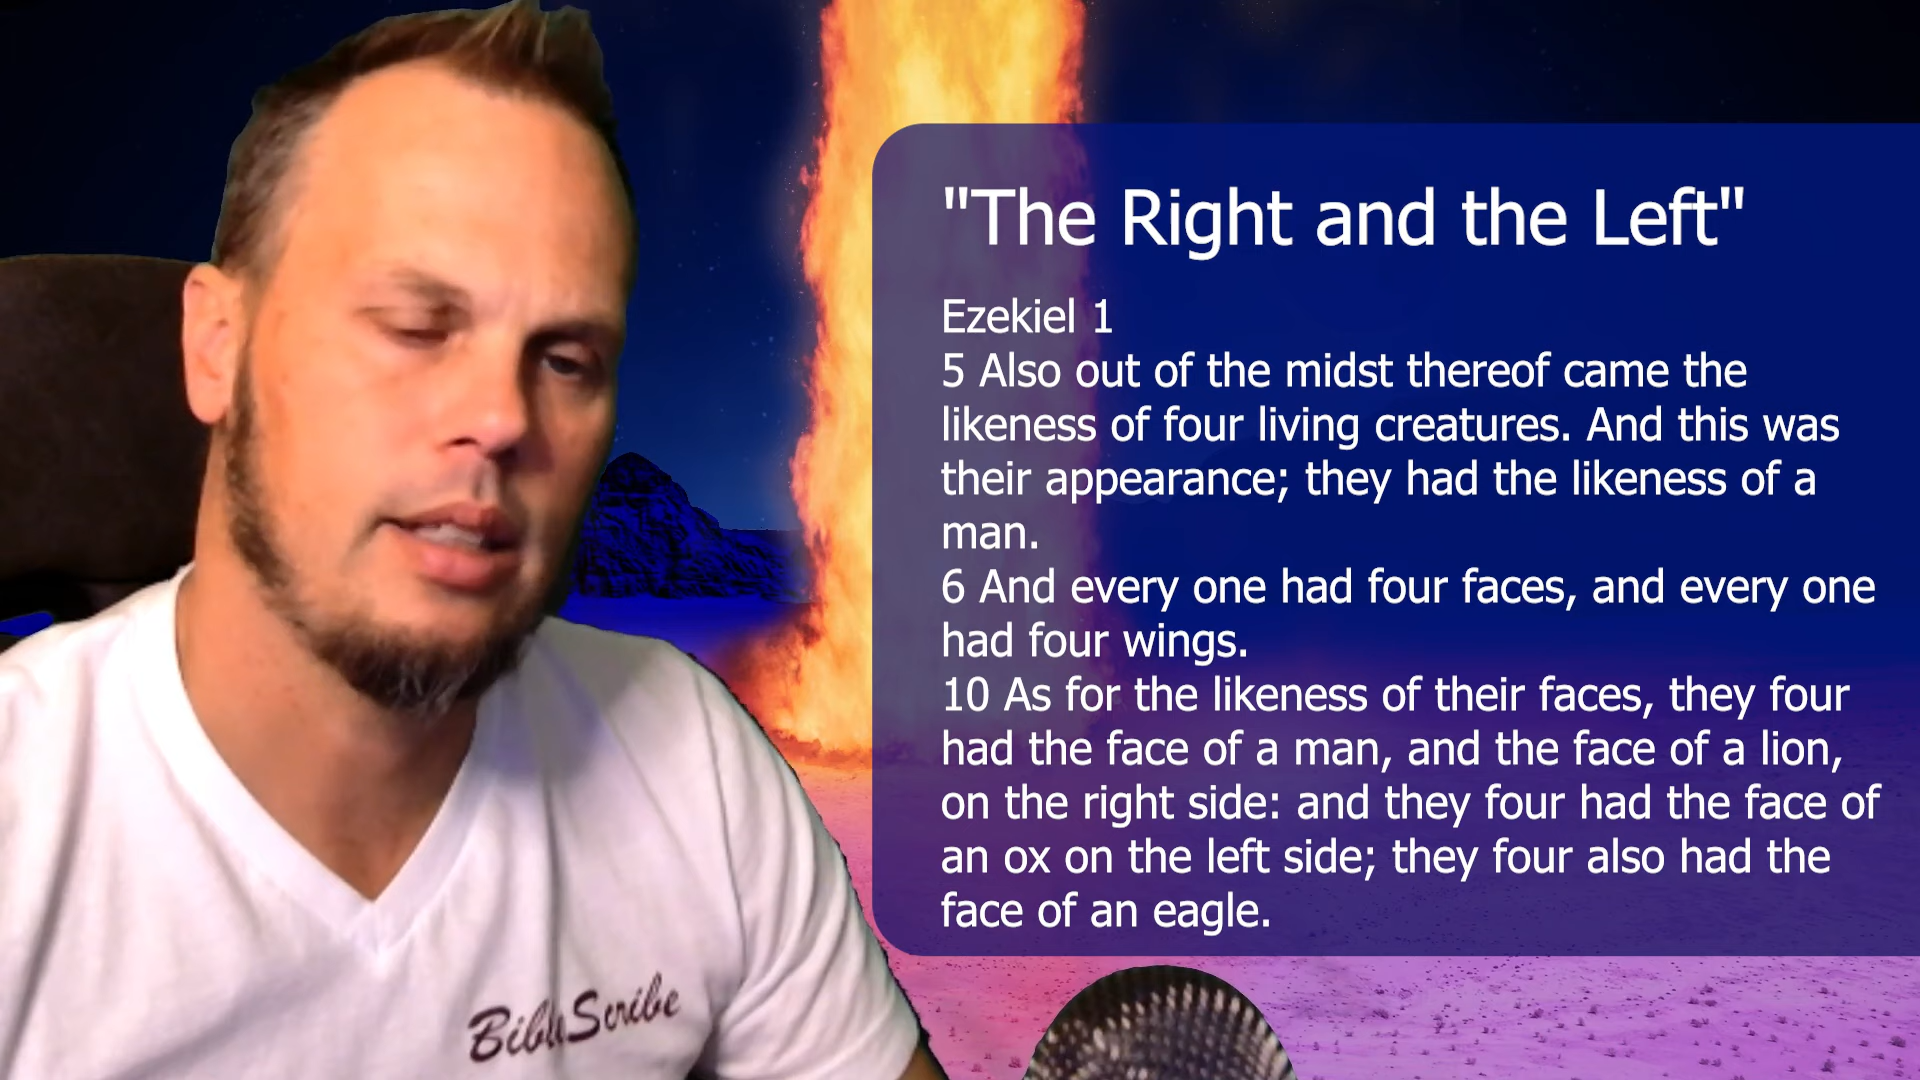 "The Right and the Left"
Ezekiel 1
5 Also out of the midst thereof came the
likeness of four living creatures. And this was
their appearance; they had the likeness of a
man.
6 And every one had four faces, and every one
had four wings.
10 As for the likeness of their faces, they four
had the face of a man, and the face of a lion,
on the right side: and they four had the face of
an ox on the left side; they four also had the
face of an eagle.
BibleScribe